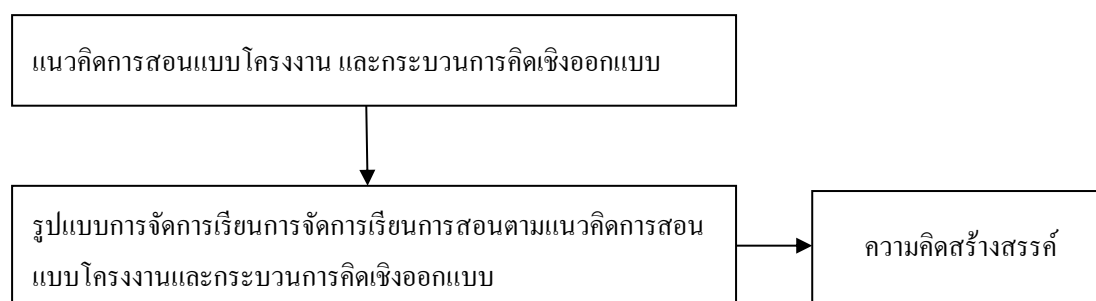 แนวคิดการสอนแบบโครงงาน และกระบวนการคิดเชิงออกแบบ
รูปแบบการจัดการเรียนการจัดการเรียนการสอนตามแนวคิดการสอน
แบบโครงงานและกระบวนการคิดเชิงออกแบบ
ความคิดสร้างสรรค์